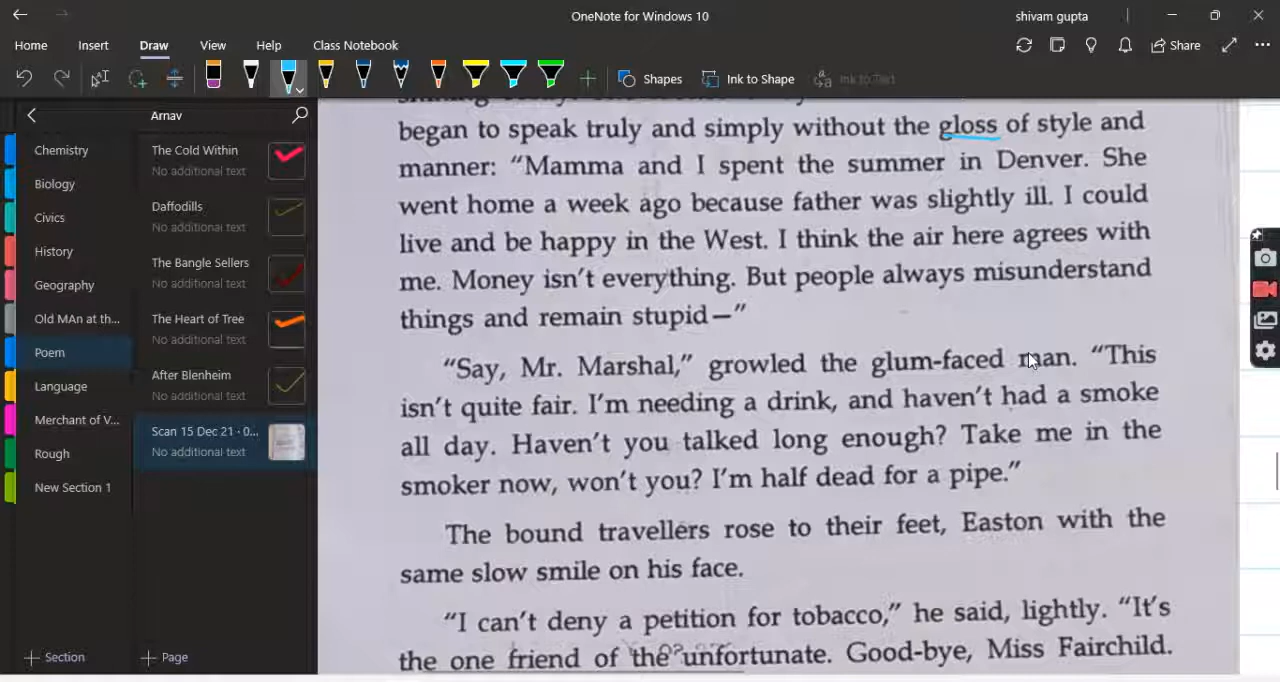 OneNote for Windows 10
shivam gupta
Home Insert Draw View Help Class Notebook
Share
Shapes Ink to Shape Ink to Text
Arnav
Chemistry
Biology
Civics
History
Geography
Old MAn at th...
Poem
Language
Merchant of V...
Rough
New Section 1
Section
The Cold Within
No additional text
Daffodills
No additional text
The Bangle Sellers
No additional text
The Heart of Tree
No additional text
After Blenheim
No additional text
Scan 15 Dec 21 · 0...
No additional text
Page
began to speak truly and simply without the gloss of style and
manner: “Mamma and I spent the summer in Denver. She
went home a week ago because father was slightly ill. I could
live and be happy in the West. I think the air here agrees with
me. Money isn’t everything. But people always misunderstand
things and remain stupid—”
“Say, Mr. Marshal,” growled the glum-faced man. “This
isn’t quite fair. I’m needing a drink, and haven’t had a smoke
all day. Haven’t you talked long enough? Take me in the
smoker now, won’t you? I’m half dead for a pipe.”
The bound travellers rose to their feet, Easton with the
same slow smile on his face.
“I can’t deny a petition for tobacco,” he said, lightly. “It’s
the one friend of the unfortunate. Good-bye, Miss Fairchild.